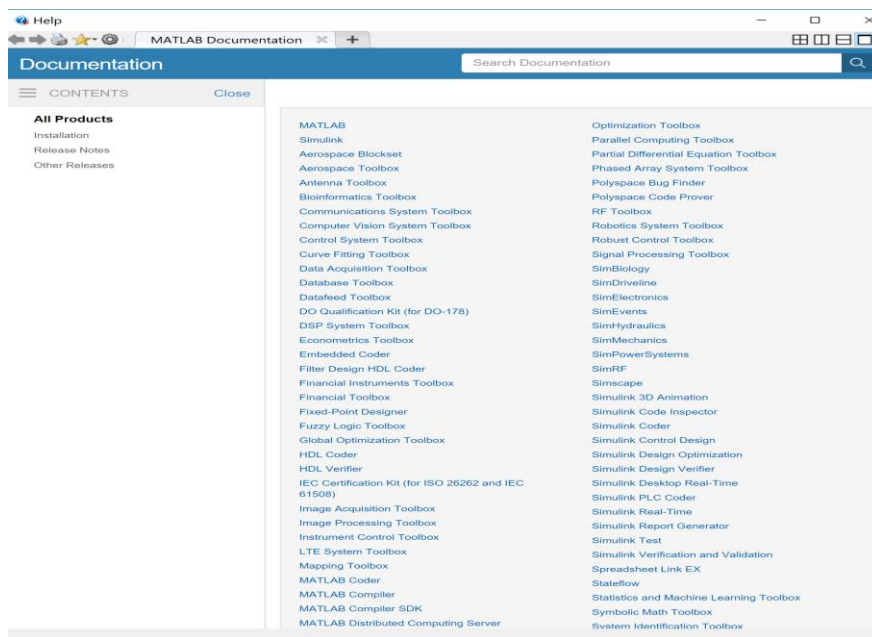 Help
MATLAB Documentation
Documentation
Search Documentation
CONTENTS Close
All Products
Installation
Release Notes
Other Releases
MATLAB
Simulink
Aerospace Blockset
Aerospace Toolbox
Antenna Toolbox
Bioinformatics Toolbox
Communications System Toolbox
Computer Vision System Toolbox
Control System Toolbox
Curve Fitting Toolbox
Data Acquisition Toolbox
Database Toolbox
Datafeed Toolbox
DO Qualification Kit (for DO-178)
DSP System Toolbox
Econometrics Toolbox
Embedded Coder
Filter Design HDL Coder
Financial Instruments Toolbox
Financial Toolbox
Fixed-Point Designer
Fuzzy Logic Toolbox
Global Optimization Toolbox
HDL Coder
HDL Verifier
IEC Certification Kit (for ISO 26262 and IEC
61508)
Image Acquisition Toolbox
Image Processing Toolbox
Instrument Control Toolbox
LTE System Toolbox
Mapping Toolbox
MATLAB Coder
MATLAB Compiler
MATLAB Compiler SDK
MATLAB Distributed Computing Server
Optimization Toolbox
Parallel Computing Toolbox
Partial Differential Equation Toolbox
Phased Array System Toolbox
Polyspace Bug Finder
Polyspace Code Prover
RF Toolbox
Robotics System Toolbox
Robust Control Toolbox
Signal Processing Toolbox
SimBiology
SimDriveline
SimElectronics
SimEvents
SimHydraulics
SimMechanics
SimPowerSystems
SimRF
Simscape
Simulink 3D Animation
Simulink Code Inspector
Simulink Coder
Simulink Control Design
Simulink Design Optimization
Simulink Design Verifier
Simulink Desktop Real-Time
Simulink PLC Coder
Simulink Real-Time
Simulink Report Generator
Simulink Test
Simulink Verification and Validation
Spreadsheet Link EX
Stateflow
Statistics and Machine Learning Toolbox
Symbolic Math Toolbox
System Identification Toolbox